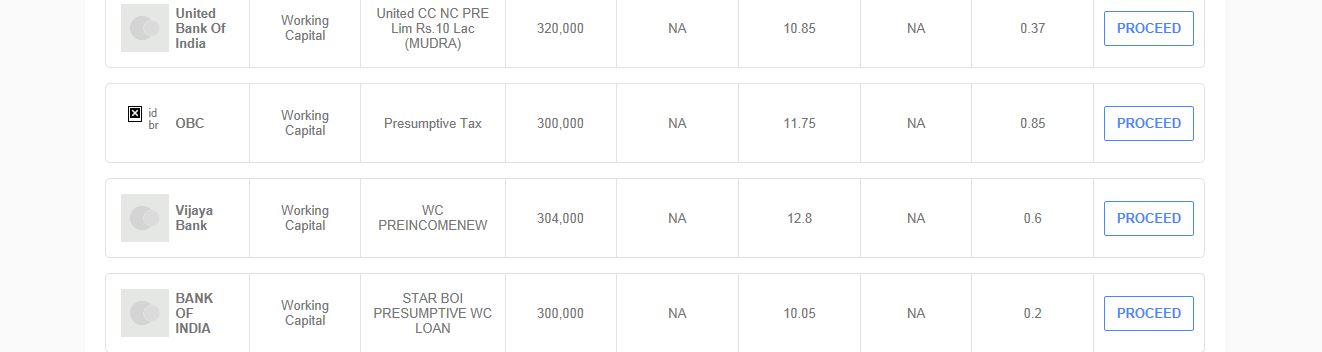 United
Bank Of
India
Working
Capital
United CC NC PRE
Lim Rs.10 Lac
(MUDRA)
320,000
NA
10.85
NA
0.37
PROCEED
id
br
OBC
Working
Capital
Presumptive Tax
300,000
NA
11.75
NA
0.85
PROCEED
Vijaya
Bank
Working
Capital
WC
PREINCOMENEW
304,000
NA
12.8
NA
0.6
PROCEED
BANK
OF
INDIA
Working
Capital
STAR BOI
PRESUMPTIVE WC
LOAN
300,000
NA
10.05
NA
0.2
PROCEED